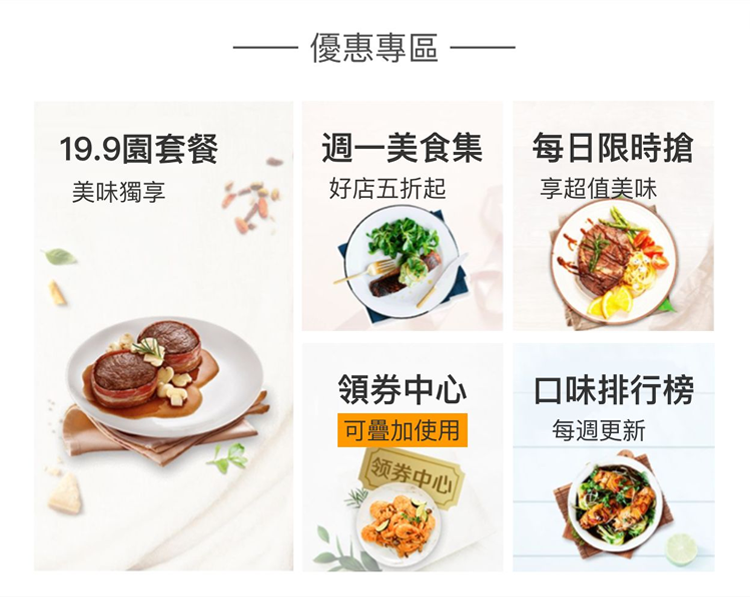 優惠專區
19.9園套餐
美味獨享
週一美食集
好店五折起
每日限時搶
享超值美味
領券中心
可疊加使用
领券中心
口味排行榜
每週更新